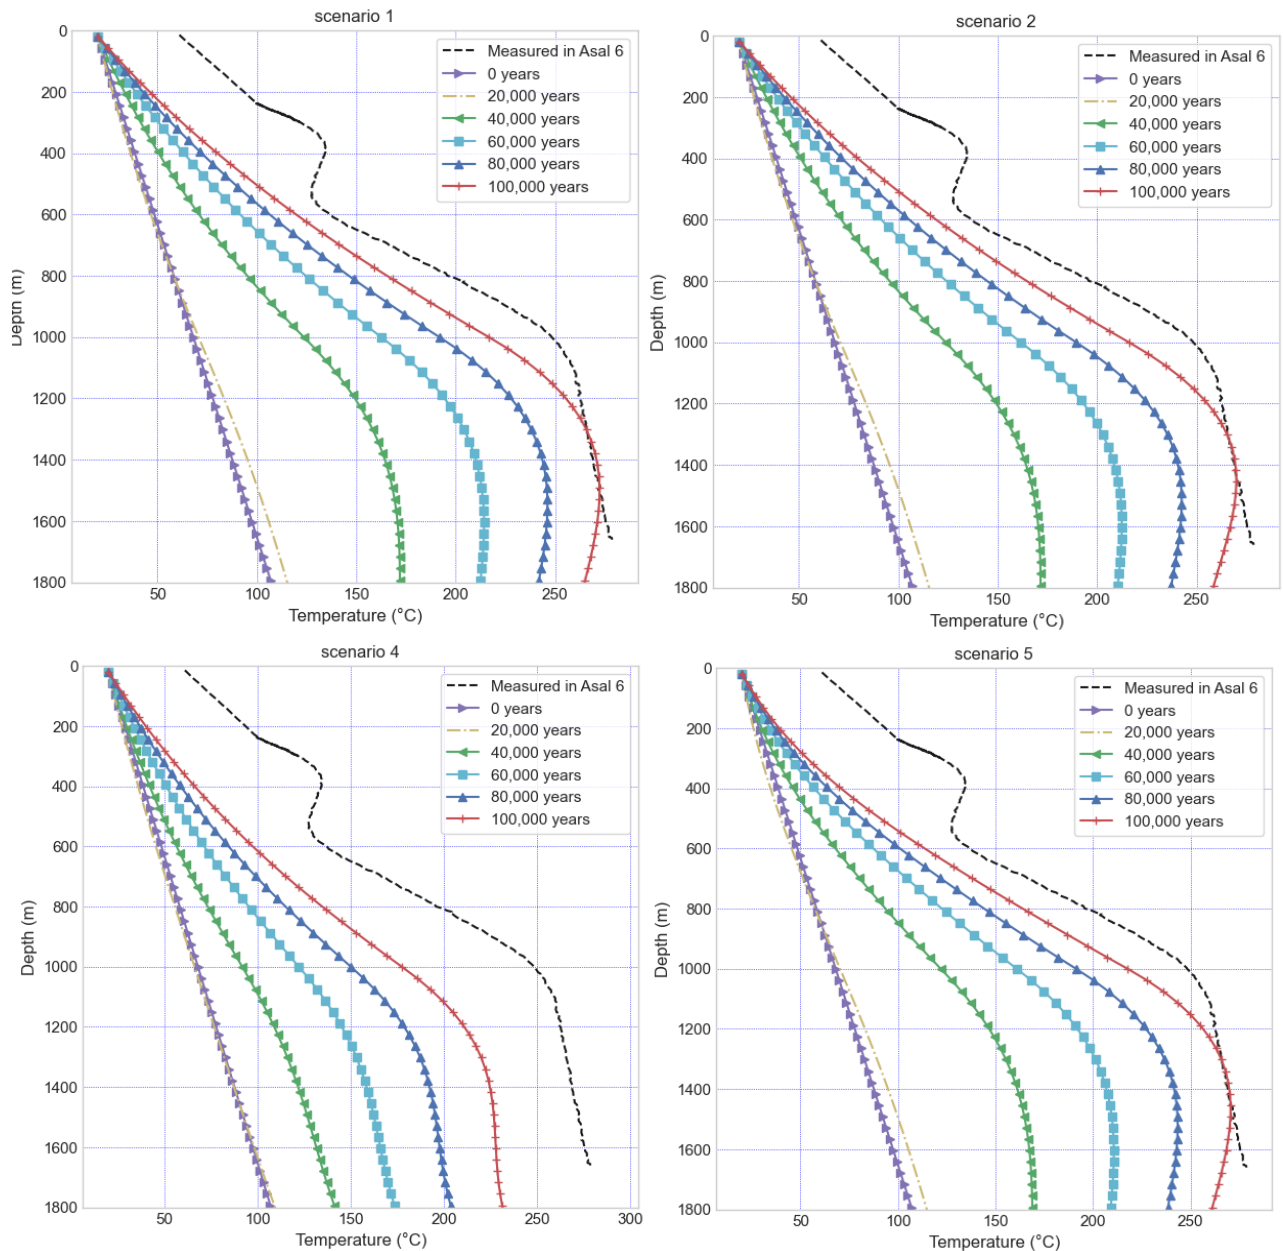 scenario 1
0
200
400
600
800
1000
1200
1400
1600
1800
Depth (m)
50
100
150
200
250
Temperature (°C)
Measured in Asal 6
0 years
20,000 years
40,000 years
60,000 years
80,000 years
100,000 years
scenario 2
0
200
400
600
800
1000
1200
1400
1600
1800
Depth (m)
50
100
150
200
250
Temperature (°C)
Measured in Asal 6
0 years
20,000 years
40,000 years
60,000 years
80,000 years
100,000 years
scenario 4
0
200
400
600
800
1000
1200
1400
1600
1800
Depth (m)
50
100
150
200
250
300
Temperature (°C)
Measured in Asal 6
0 years
20,000 years
40,000 years
60,000 years
80,000 years
100,000 years
scenario 5
0
200
400
600
800
1000
1200
1400
1600
1800
Depth (m)
50
100
150
200
250
Temperature (°C)
Measured in Asal 6
0 years
20,000 years
40,000 years
60,000 years
80,000 years
100,000 years